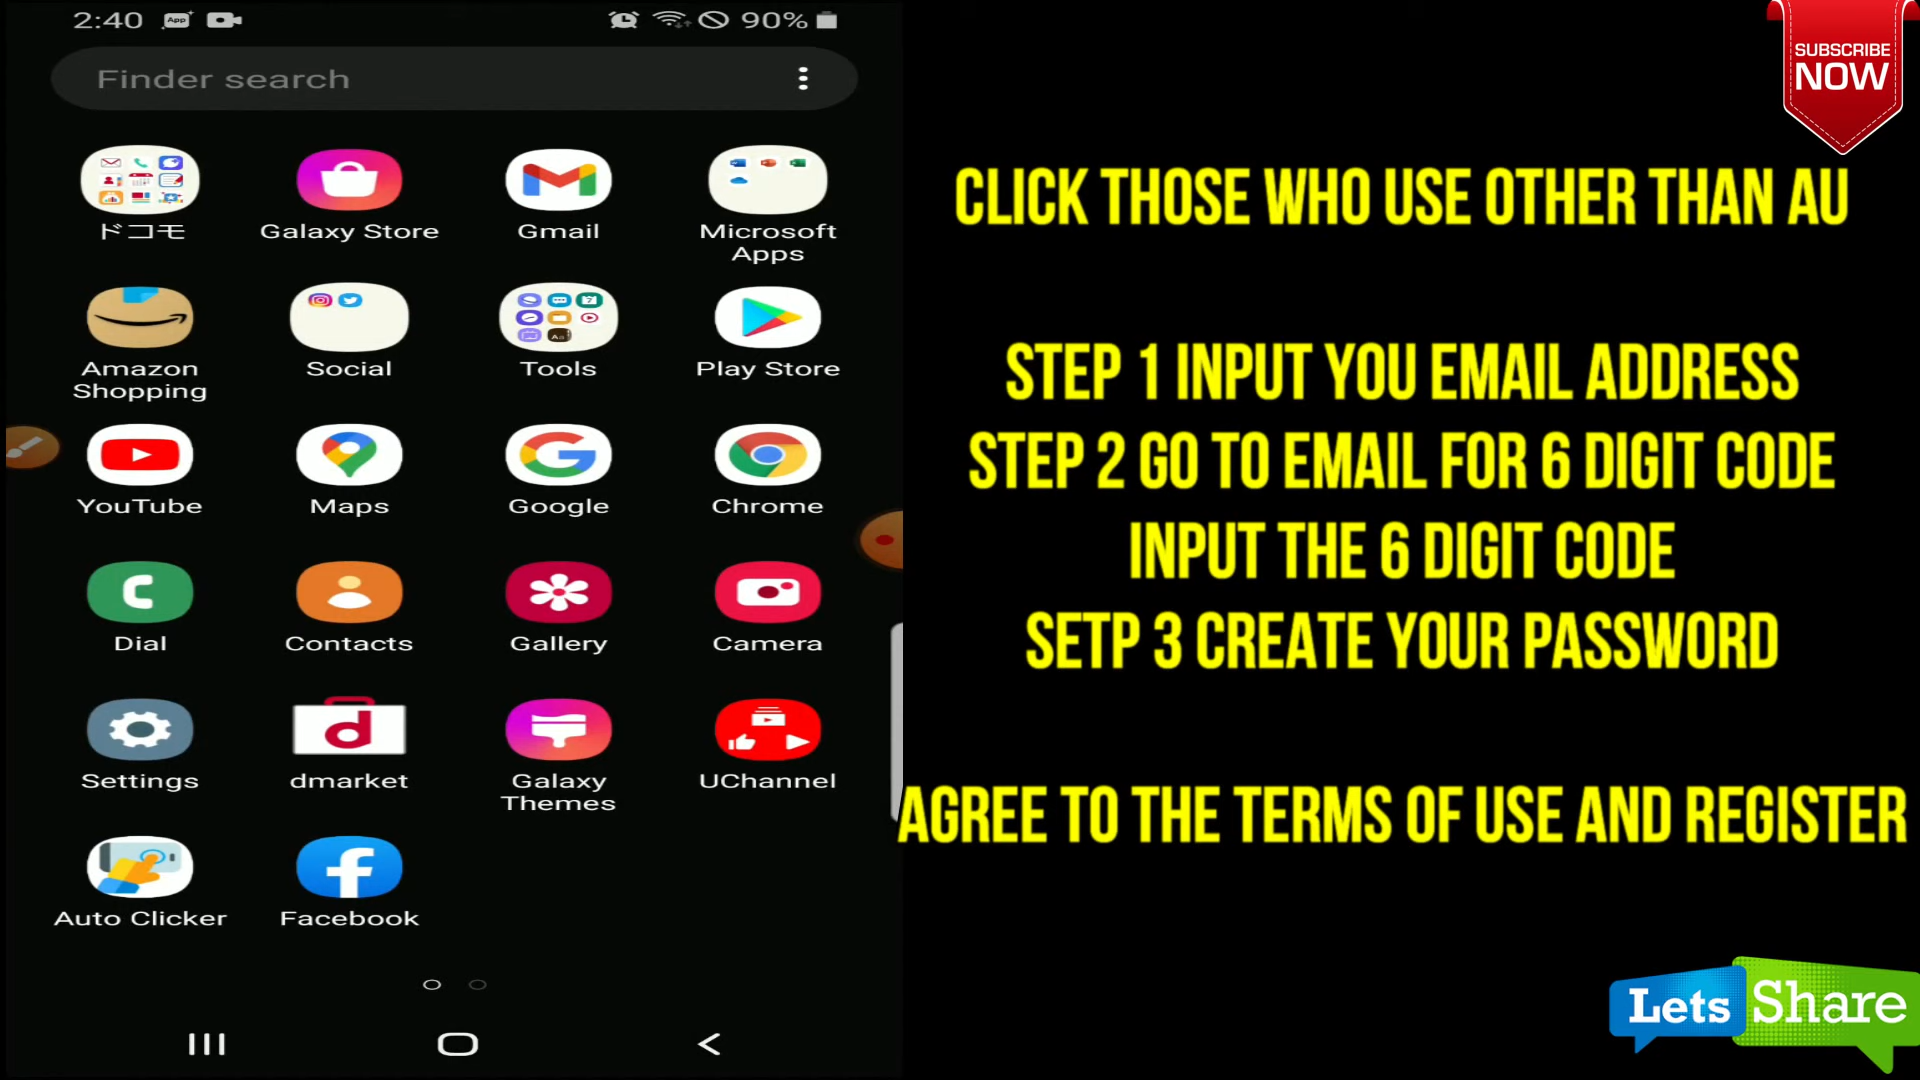 2:40
App+
90%
Finder search
ドコモ
Galaxy Store
Gmail
Microsoft
Apps
Amazon
Shopping
Social
Tools
Play Store
YouTube
Maps
Google
Chrome
Dial
Contacts
Gallery
Camera
Settings
dmarket
Galaxy
Themes
UChannel
Auto Clicker
Facebook
SUBSCRIBE
NOW
CLICK THOSE WHO USE OTHER THAN AU
STEP 1 INPUT YOU EMAIL ADDRESS
STEP 2 GO TO EMAIL FOR 6 DIGIT CODE
INPUT THE 6 DIGIT CODE
SETP 3 CREATE YOUR PASSWORD
AGREE TO THE TERMS OF USE AND REGISTER
Lets Share